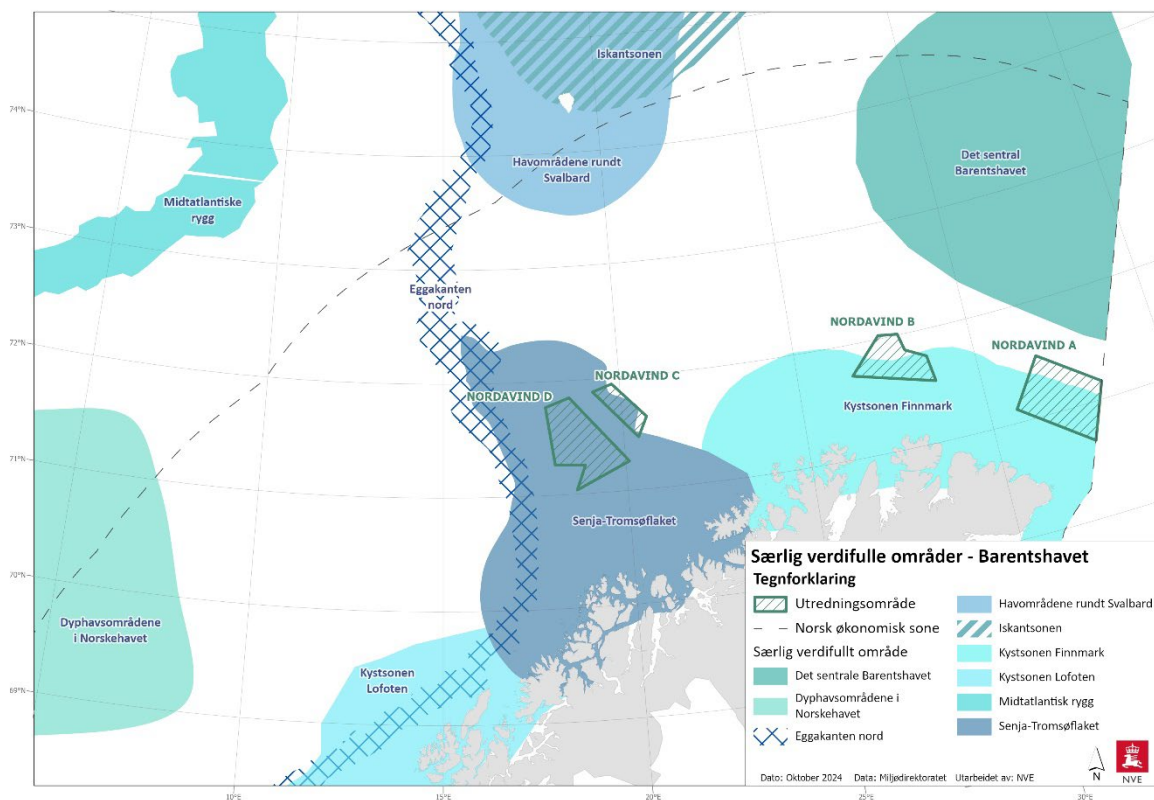 Iskantsonen
74°N
Havområdene rundt
Svalbard
Det sentral
Barentshavet
Midtatlantiske
rygg
73°N
Eggakanten
nord
72°N
NORDAVIND B
NORDAVIND A
NORDAVIND C
NORDAVIND D
Kystsonen Finnmark
71°N
Senja-Tromsøflaket
70°N
Dyphavsområdene
i Norskehavet
Kystsonen
Lofoten
69°N
10°E
15°E
20°E
Særlig verdifulle områder - Barentshavet
Tegnforklaring
Utredningsområde
Norsk økonomisk sone
Særlig verdifullt område
Det sentrale Barentshavet
Dyphavsområdene i
Norskehavet
Eggakanten nord
Havområdene rundt Svalbard
Iskantsonen
Kystsonen Finnmark
Kystsonen Lofoten
Midtatlantisk rygg
Senja-Tromsøflaket
Dato: Oktober 2024 Data: Miljødirektoratet Utarbeidet av: NVE
N
NVE